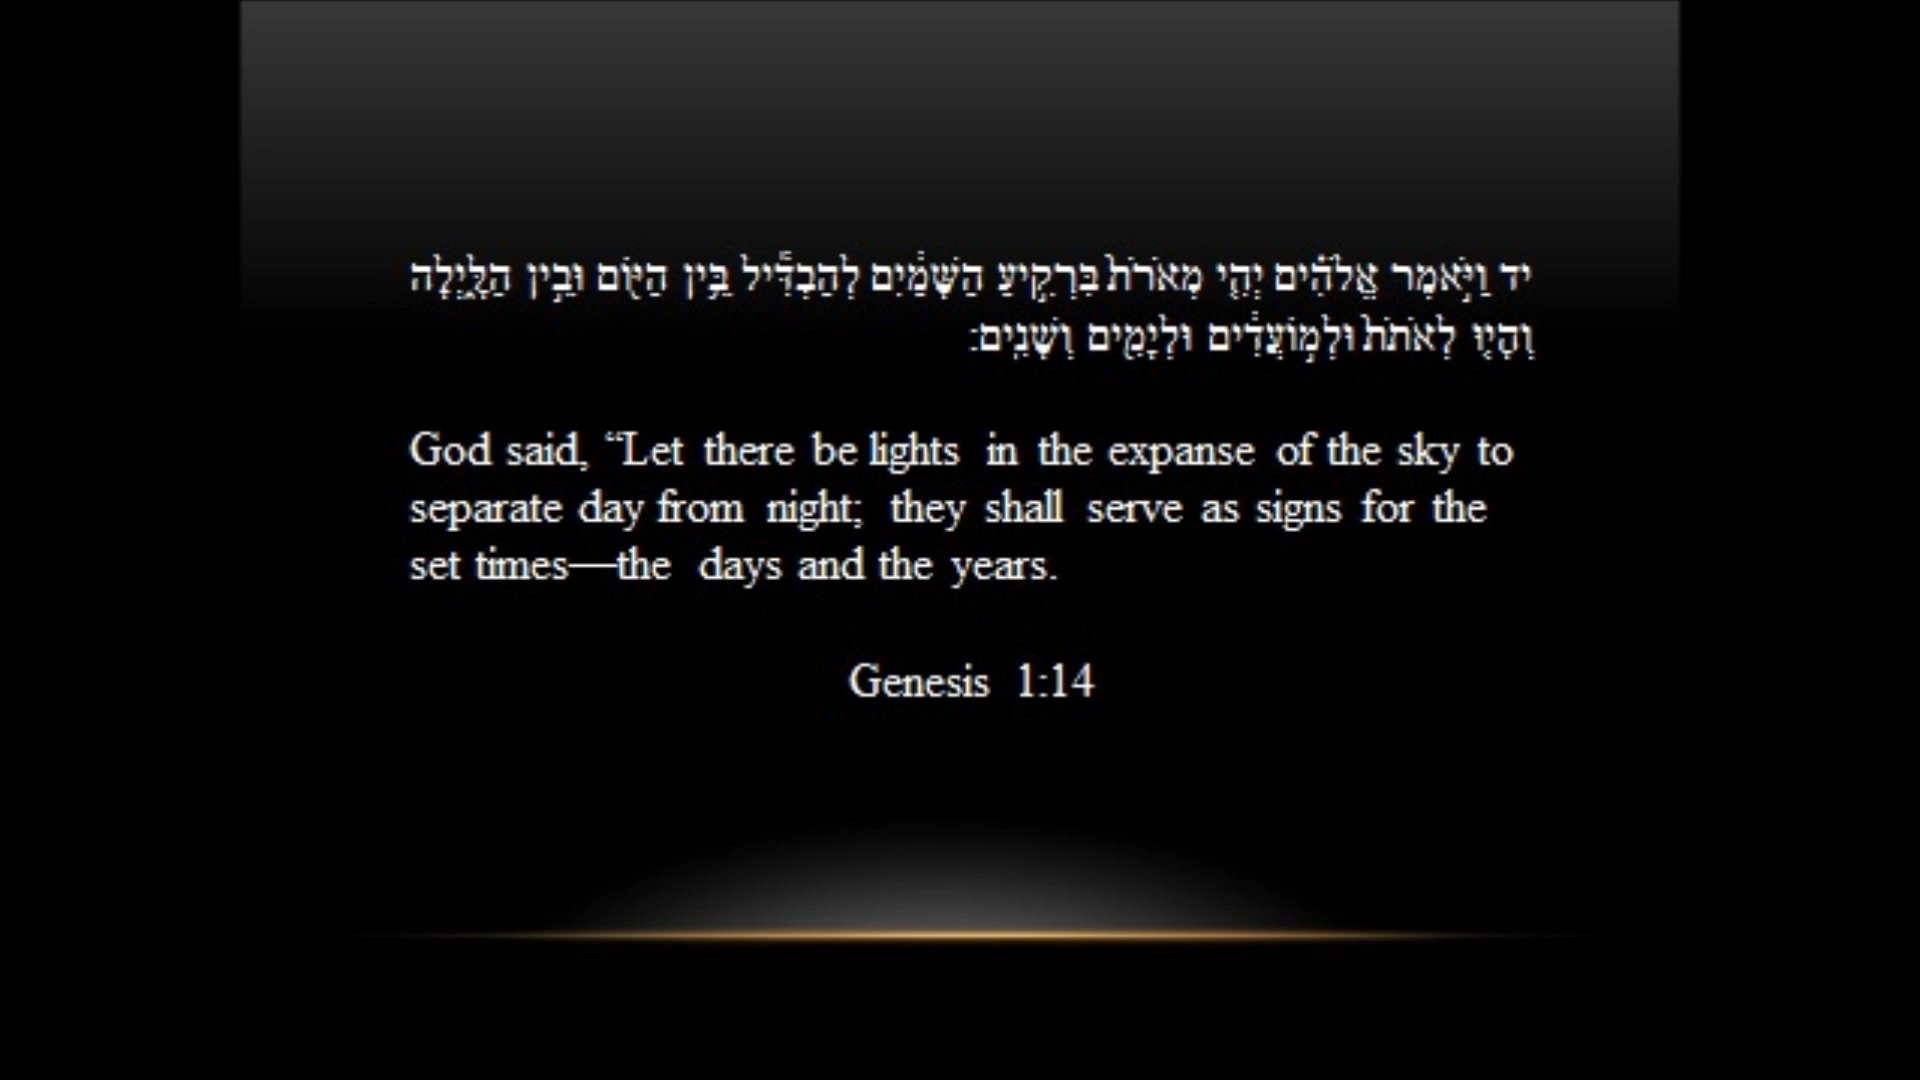 יד וַיֹּ֣אמֶר אֱלֹהִ֗ים יְהִ֤י מְאֹרֹת֙ בִּרְקִ֣יעַ הַשָּׁמַ֔יִם לְהַבְדִּ֕יל בֵּ֥ין הַיּ֖וֹם וּבֵ֣ין הַלָּ֑יְלָה
וְהָי֤וּ לְאֹתֹת֙ וּלְמ֣וֹעֲדִ֔ים וּלְיָמִ֖ים וְשָׁנִֽים׃
God said, “Let there be lights in the expanse of the sky to
separate day from night; they shall serve as signs for the
set times—the days and the years.
Genesis 1:14